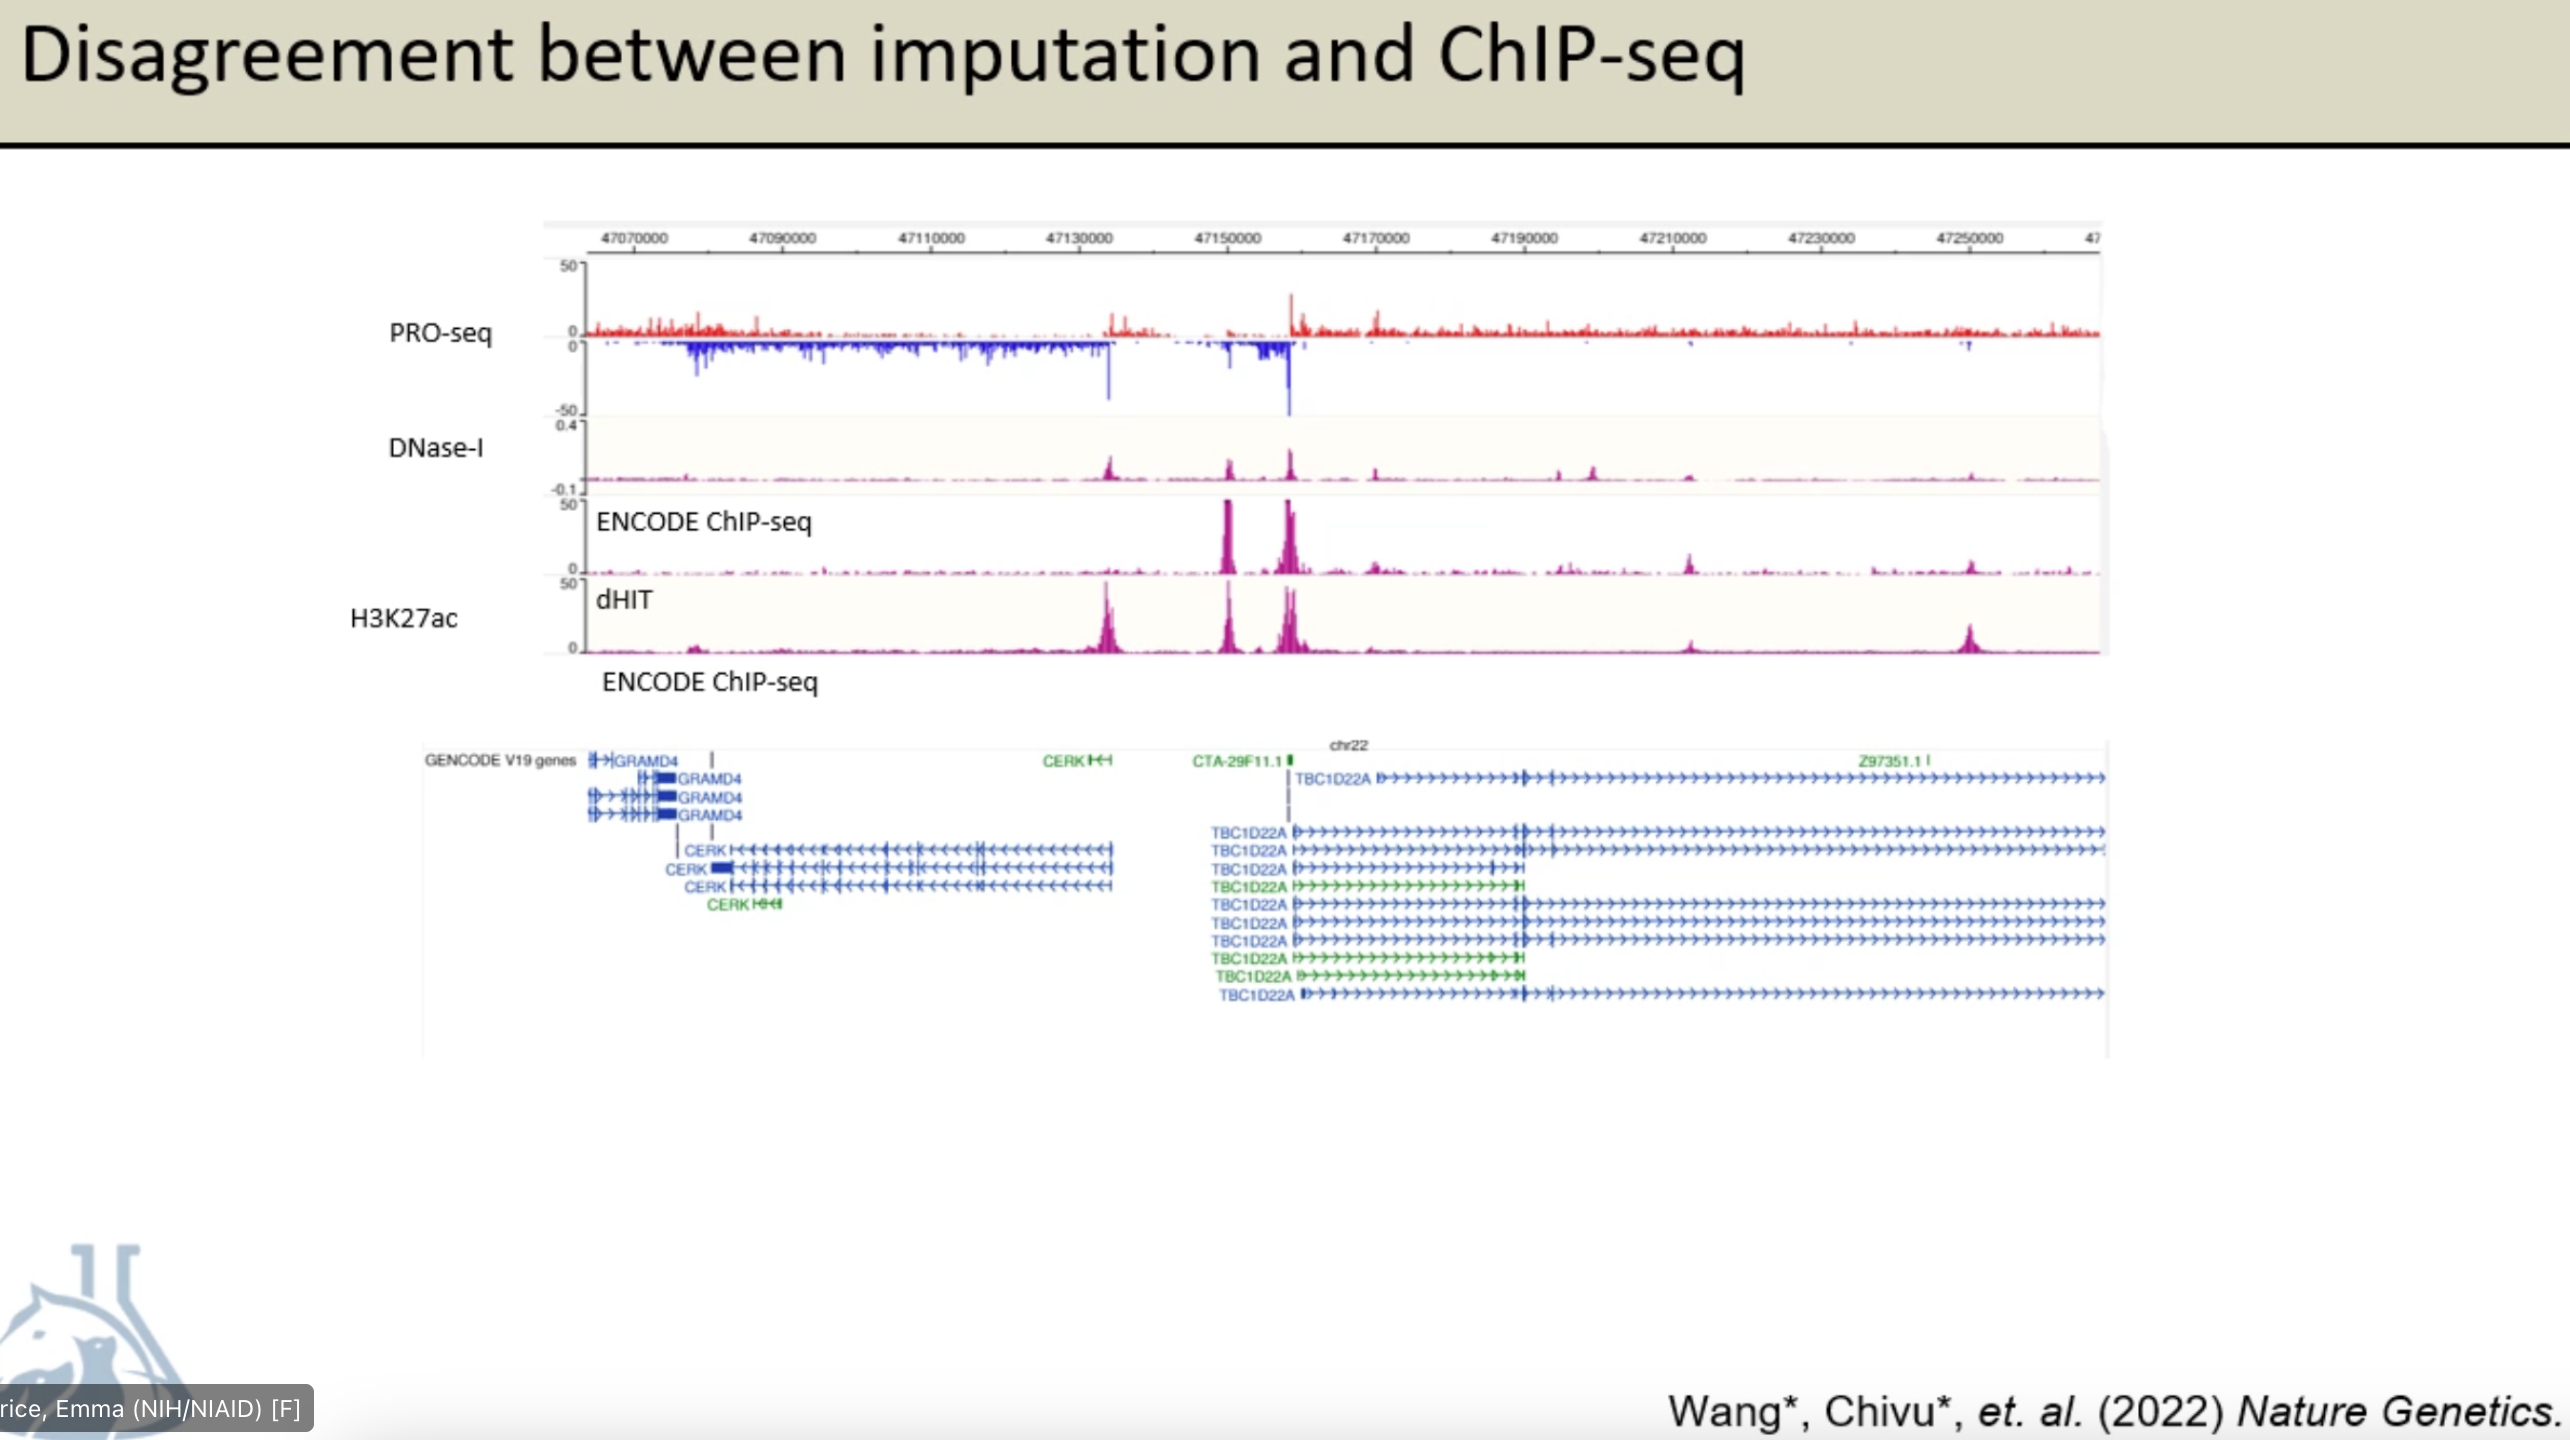 Disagreement between imputation and ChIP-seq
47070000 47090000 47110000 47130000 47150000 47170000 47190000 47210000 47230000 47250000 47
50
PRO-seq
0
0
-50
0.4
DNase-I
-0.1
50
ENCODE ChIP-seq
0
50
dHIT
H3K27ac
0
ENCODE ChIP-seq
chr22
GENCODE V19 genes GRAMD4 CERK CTA-29F11.1 Z97351.1
GRAMD4 TBC1D22A
GRAMD4
GRAMD4
TBC1D22A
CERK TBC1D22A
CERK TBC1D22A
CERK TBC1D22A
CERK TBC1D22A
TBC1D22A
TBC1D22A
TBC1D22A
TBC1D22A
TBC1D22A
rice, Emma (NIH/NIAID) [F]
Wang*, Chivu*, et. al. (2022) Nature Genetics.